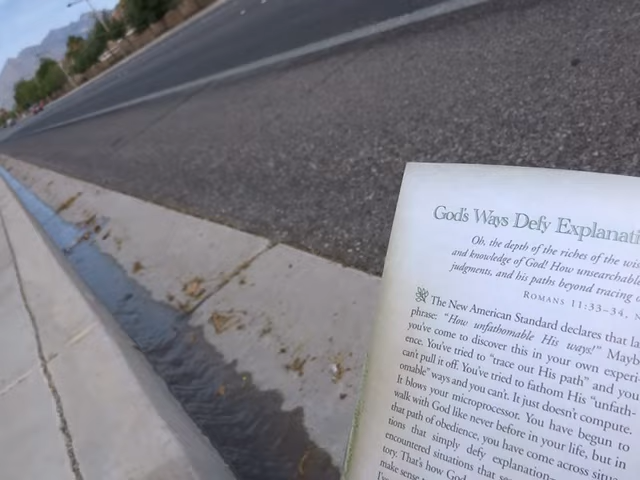 God's Ways Defy Explanati
Oh, the depth of the riches of the wis
and knowledge of God! How unsearchable
judgments, and his paths beyond tracing
ROMANS 11:33–34, N
The New American Standard declares that la
phrase: "How unfathomable His ways!" Mayb
you've come to discover this in your own experi-
ence. You've tried to "trace out His path" and you
can't pull it off. You've tried to fathom His "unfath-
omable" ways and you can't. It just doesn't compute.
It blows your microprocessor. You have begun to
walk with God like never before in your life, but in
that path of obedience, you have come across situa-
tions that simply defy explanation
encountered situations that
tory. That's how God
make sense